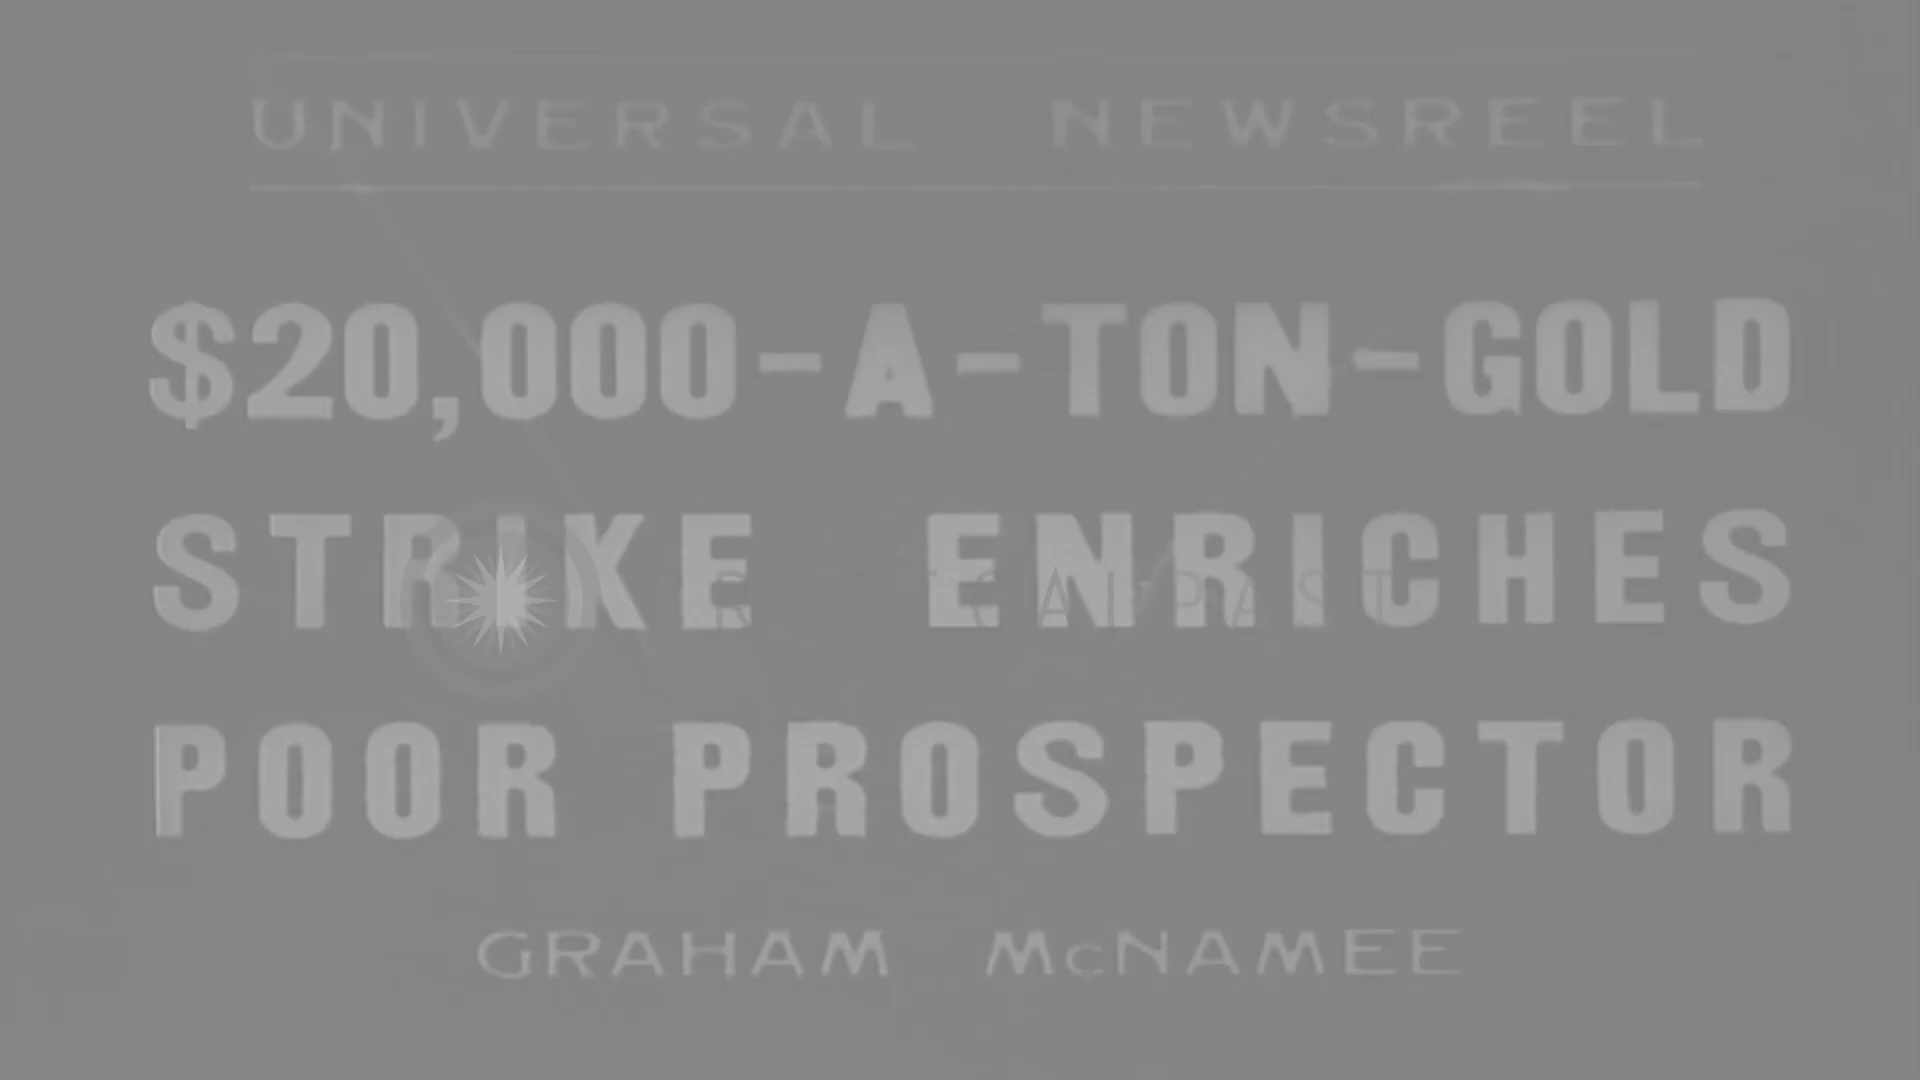 UNIVERSAL NEWSREEL
$20,000-A-TON-GOLD
STRIKE ENRICHES
POOR PROSPECTOR
GRAHAM McNAMEE